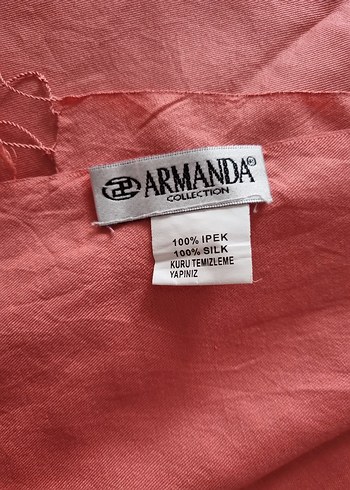 ARMANDA®
COLLECTION
100% IPEK
100% SILK
KURU TEMIZLEME
YAPINIZ